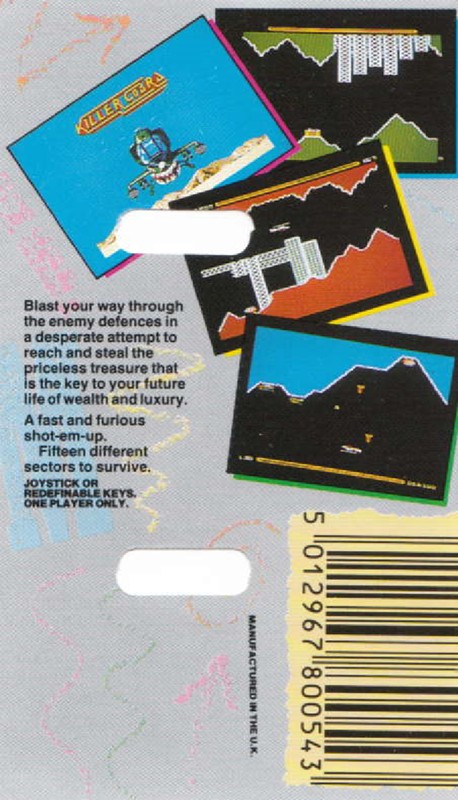 KILLER COBRA
Blast your way through
the enemy defences in
a desperate attempt to
reach and steal the
priceless treasure that
is the key to your future
life of wealth and luxury.
A fast and furious
shot-em-up.
Fifteen different
sectors to survive.
JOYSTICK OR
REDEFINABLE KEYS.
ONE PLAYER ONLY.
MANUFACTURED IN THE U.K.
5 012967 800543